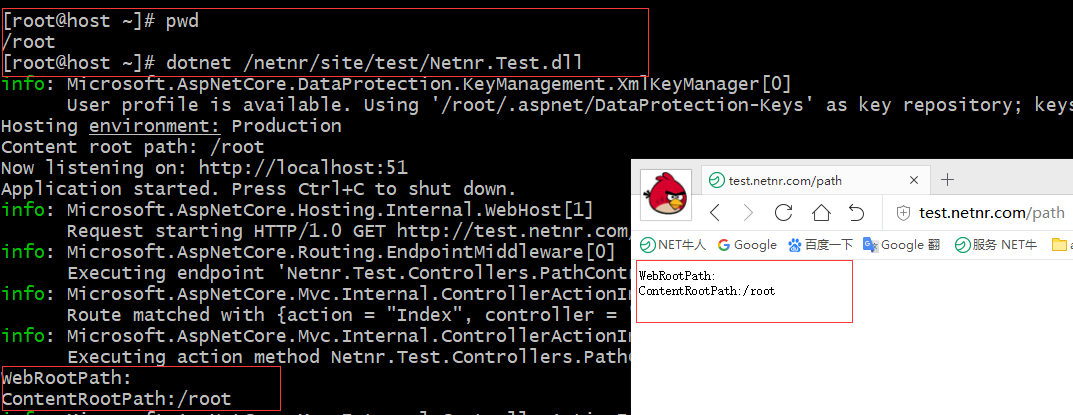 [root@host ~]# pwd
/root
[root@host ~]# dotnet /netnr/site/test/Netnr.Test.dll
info: Microsoft.AspNetCore.DataProtection.KeyManagement.XmlKeyManager[0]
User profile is available. Using '/root/.aspnet/DataProtection-Keys' as key repository; keys
Hosting environment: Production
Content root path: /root
Now listening on: http://localhost:51
Application started. Press Ctrl+C to shut down.
info: Microsoft.AspNetCore.Hosting.Internal.WebHost[1]
Request starting HTTP/1.0 GET http://test.netnr.com/
info: Microsoft.AspNetCore.Routing.EndpointMiddleware[0]
Executing endpoint 'Netnr.Test.Controllers.PathContr
info: Microsoft.AspNetCore.Mvc.Internal.ControllerActionIn
Route matched with {action = "Index", controller = "
info: Microsoft.AspNetCore.Mvc.Internal.ControllerActionIn
Executing action method Netnr.Test.Controllers.PathC
WebRootPath:
ContentRootPath:/root
test.netnr.com/path
test.netnr.com/path
NET牛人 Google 百度一下 Google 翻 服务 NET牛
WebRootPath:
ContentRootPath:/root